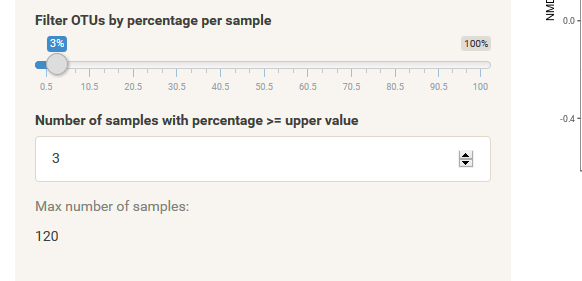 Filter OTUs by percentage per sample
3% 100%
0.5 10.5 20.5 30.5 40.5 50.5 60.5 70.5 80.5 90.5 100
Number of samples with percentage >= upper value
3
Max number of samples:
120
NMD
0.0
-0.4